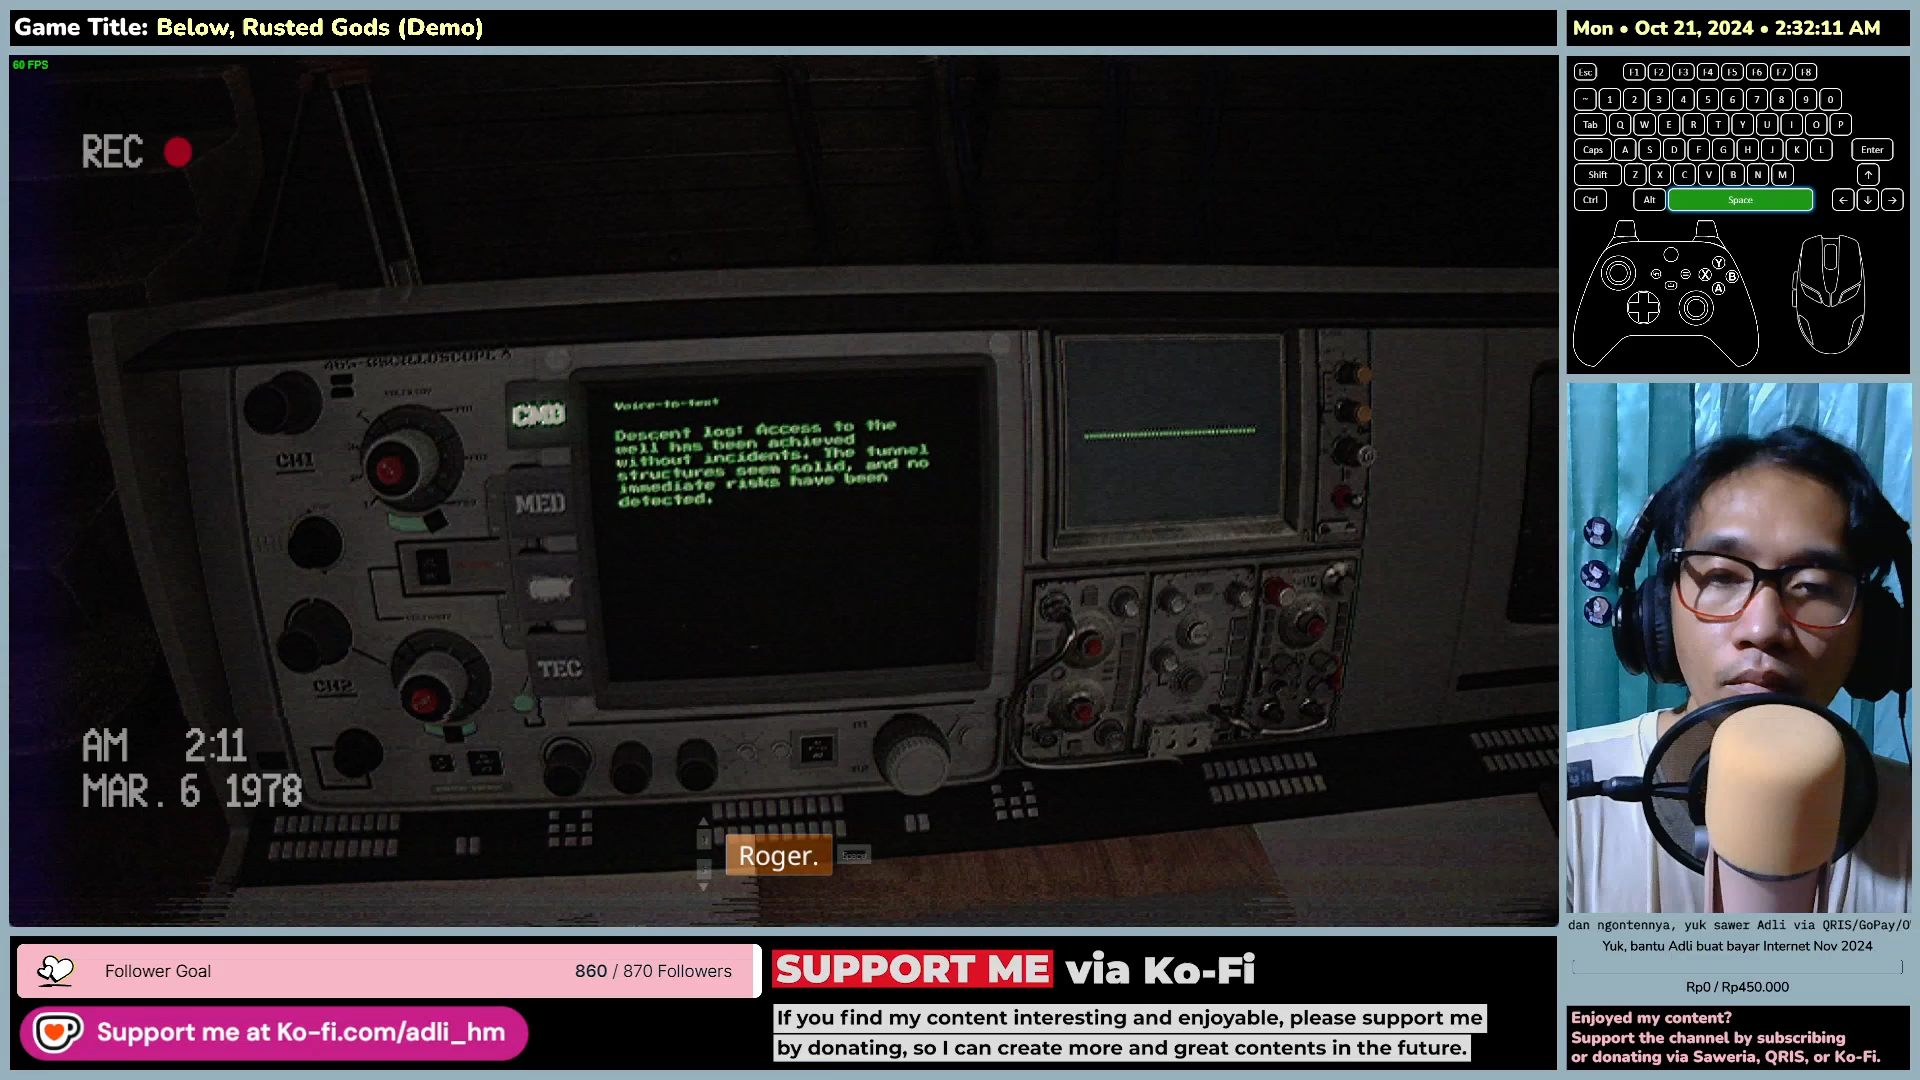 Game Title: Below, Rusted Gods (Demo)
Mon • Oct 21, 2024 • 2:32:11 AM
60 FPS
REC
Esc F1 F2 F3 F4 F5 F6 F7 F8
~ 1 2 3 4 5 6 7 8 9 0
Tab Q W E R T Y U I O P
Caps A S D F G H J K L Enter
Shift Z X C V B N M ↑
Ctrl Alt Space ← ↓ →
Y
X B
A
465 OSCILLOSCOPE
CH1
CMD
MED
TEC
CH2
Voice-to-text
Descent log: Access to the
well has been achieved
without incidents. The tunnel
structures seem solid, and no
immediate risks have been
detected.
AM 2:11
MAR. 6 1978
Roger.
Space
dan ngontennya, yuk sawer Adli via QRIS/GoPay/O
Yuk, bantu Adli buat bayar Internet Nov 2024
Rp0 / Rp450.000
Follower Goal 860 / 870 Followers
Support me at Ko-fi.com/adli_hm
SUPPORT ME via Ko-Fi
If you find my content interesting and enjoyable, please support me
by donating, so I can create more and great contents in the future.
Enjoyed my content?
Support the channel by subscribing
or donating via Saweria, QRIS, or Ko-Fi.